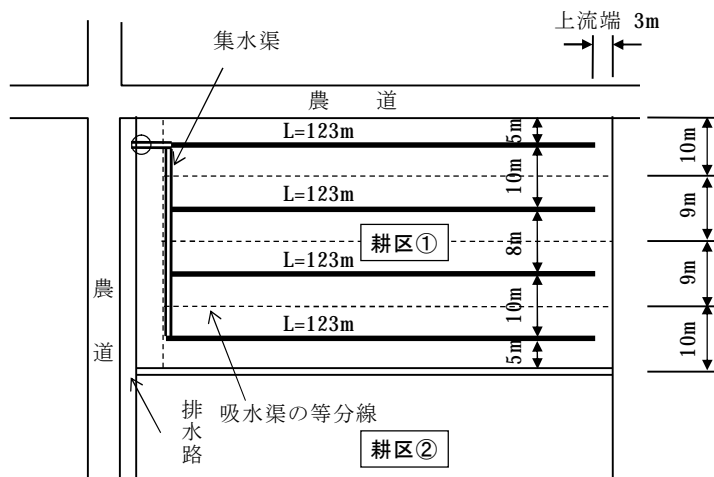 上流端 3m
集水渠
農 道
L=123m
5m
10m
L=123m
10m
9m
耕区①
8m
L=123m
9m
農道
10m
L=123m
10m
5m
排水路
吸水渠の等分線
耕区②